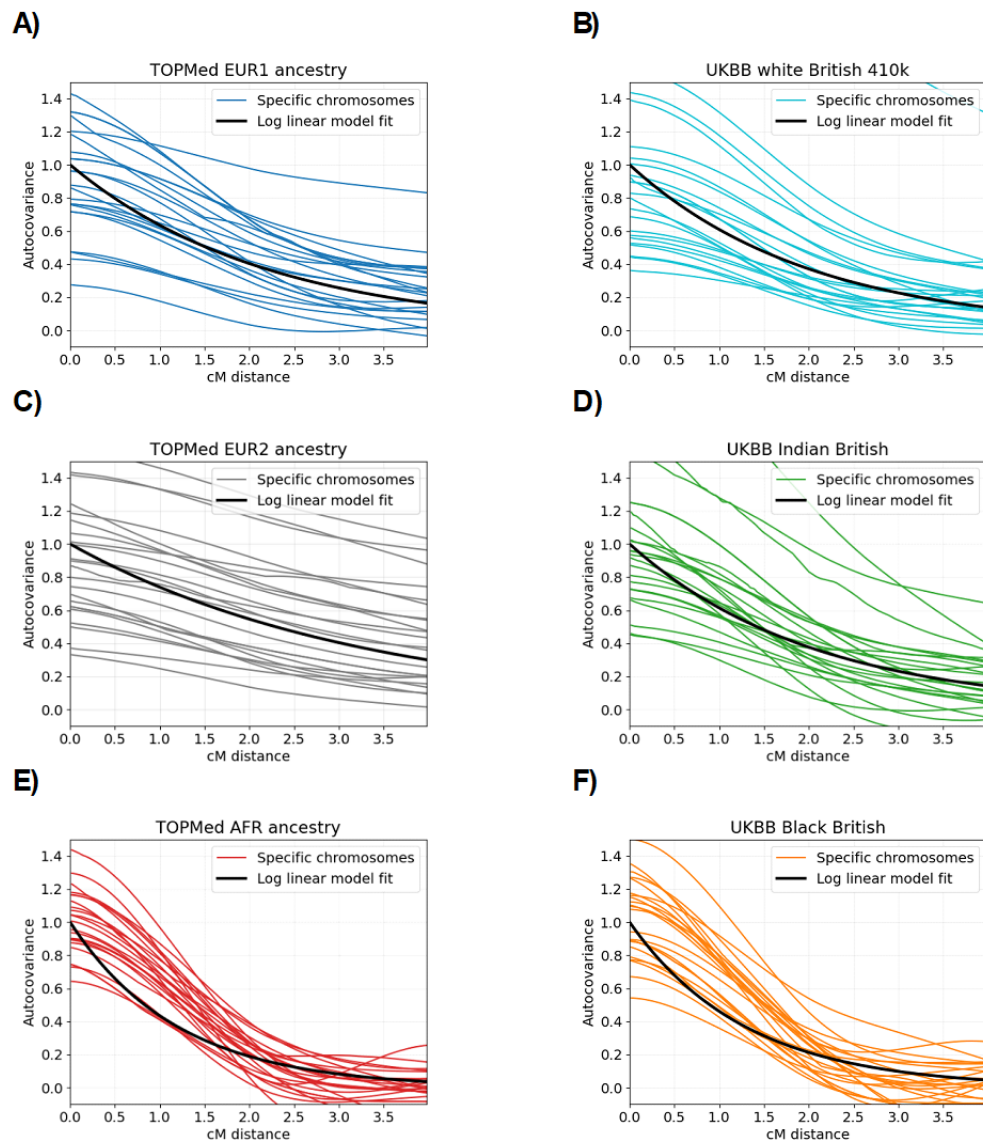 A)
TOPMed EUR1 ancestry
Specific chromosomes
Log linear model fit
1.4
1.2
1.0
0.8
0.6
0.4
0.2
0.0
Autocovariance
0.0 0.5 1.0 1.5 2.0 2.5 3.0 3.5
cM distance
B)
UKBB white British 410k
Specific chromosomes
Log linear model fit
1.4
1.2
1.0
0.8
0.6
0.4
0.2
0.0
Autocovariance
0.0 0.5 1.0 1.5 2.0 2.5 3.0 3.5
cM distance
C)
TOPMed EUR2 ancestry
Specific chromosomes
Log linear model fit
1.4
1.2
1.0
0.8
0.6
0.4
0.2
0.0
Autocovariance
0.0 0.5 1.0 1.5 2.0 2.5 3.0 3.5
cM distance
D)
UKBB Indian British
Specific chromosomes
Log linear model fit
1.4
1.2
1.0
0.8
0.6
0.4
0.2
0.0
Autocovariance
0.0 0.5 1.0 1.5 2.0 2.5 3.0 3.5
cM distance
E)
TOPMed AFR ancestry
Specific chromosomes
Log linear model fit
1.4
1.2
1.0
0.8
0.6
0.4
0.2
0.0
Autocovariance
0.0 0.5 1.0 1.5 2.0 2.5 3.0 3.5
cM distance
F)
UKBB Black British
Specific chromosomes
Log linear model fit
1.4
1.2
1.0
0.8
0.6
0.4
0.2
0.0
Autocovariance
0.0 0.5 1.0 1.5 2.0 2.5 3.0 3.5
cM distance